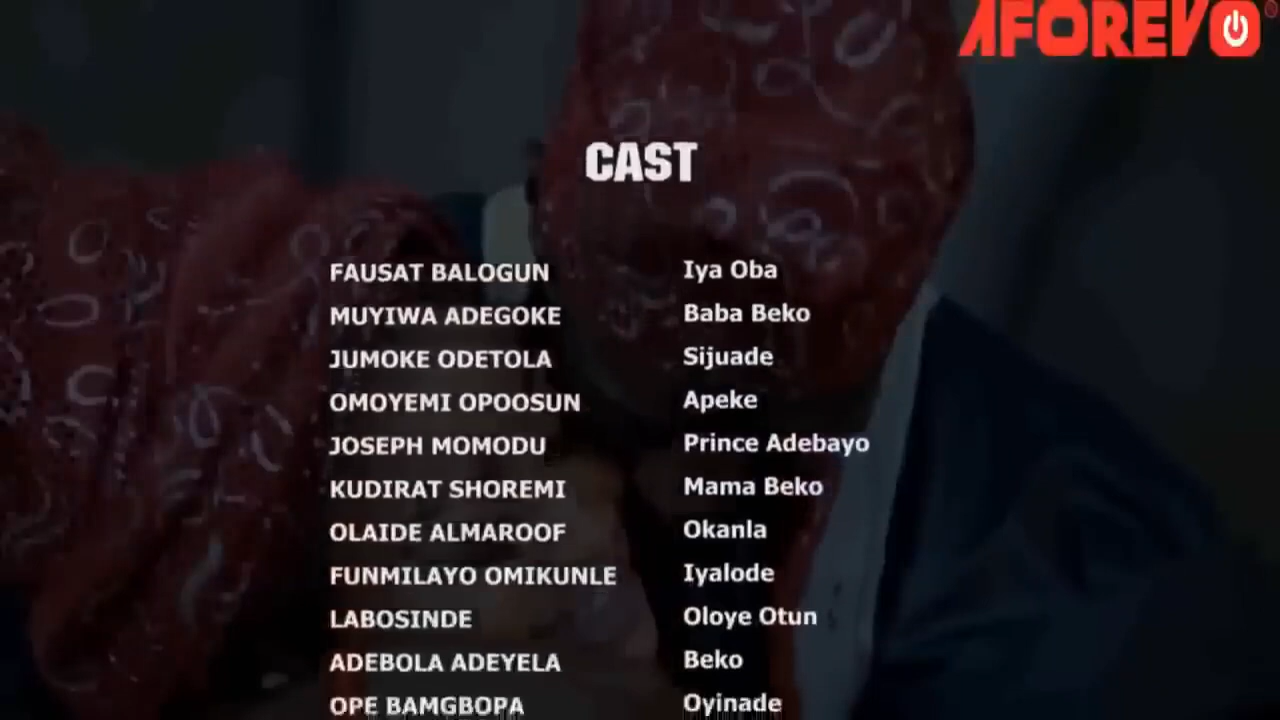 AFOREVO
CAST
FAUSAT BALOGUN Iya Oba
MUYIWA ADEGOKE Baba Beko
JUMOKE ODETOLA Sijuade
OMOYEMI OPOOSUN Apeke
JOSEPH MOMODU Prince Adebayo
KUDIRAT SHOREMI Mama Beko
OLAIDE ALMAROOF Okanla
FUNMILAYO OMIKUNLE Iyalode
LABOSINDE Oloye Otun
ADEBOLA ADEYELA Beko
OPE BAMGBOPA Oyinade